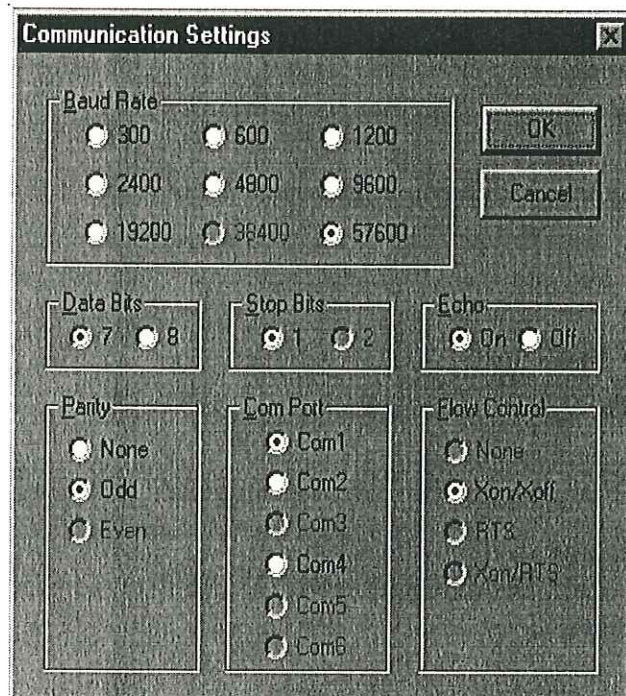 Communication Settings
Baud Rate
300 600 1200
2400 4800 9600
19200 38400 57600
OK
Cancel
Data Bits
7 8
Stop Bits
1 2
Echo
On Off
Parity
None
Odd
Even
Com Port
Com1
Com2
Com3
Com4
Com5
Com6
Flow Control
None
Xon/Xoff
RTS
Xon/RTS